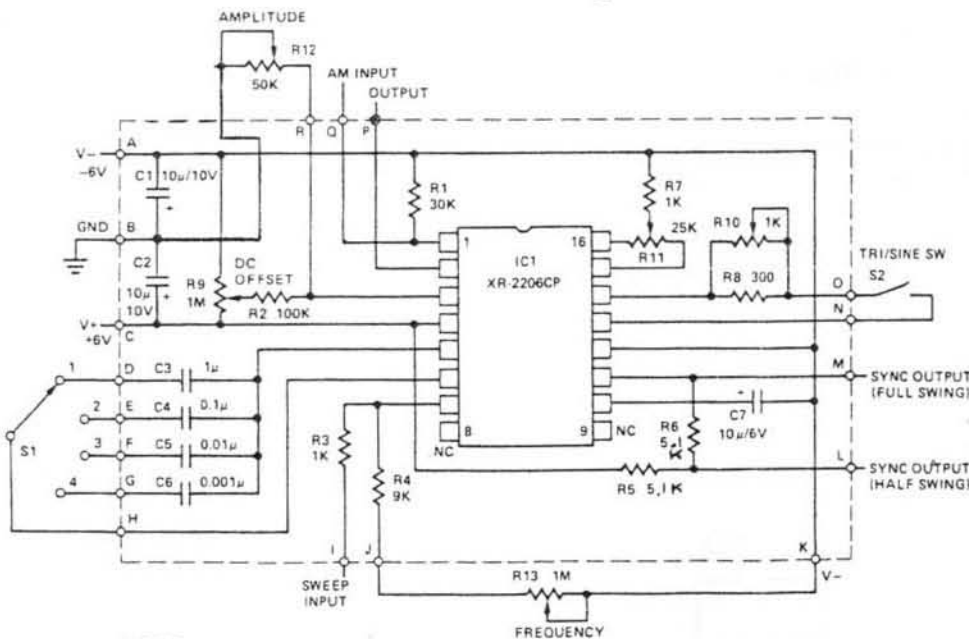 AMPLITUDE
R12
50K
AM INPUT
OUTPUT
R
Q
P
A
V-
-6V
C1
10µ/10V
+
R1
30K
R7
1K
GND
B
C2
10µ
10V
+
R9
1M
DC
OFFSET
R2 100K
V+
+6V
C
1
16
IC1
XR-2206CP
25K
R11
R10
1K
R8 300
TRI/SINE SW
S2
O
N
1
D
C3
1µ
2
E
C4
0.1µ
3
F
C5
0.01µ
4
G
C6
0.001µ
S1
H
8
NC
9
NC
+
C7
10µ/6V
M
SYNC OUTPUT
(FULL SWING)
R3
1K
R4
9K
R6
5,1
K
R5 5,1K
L
SYNC OUTPUT
(HALF SWING)
I
J
K
V-
SWEEP
INPUT
R13 1M
FREQUENCY